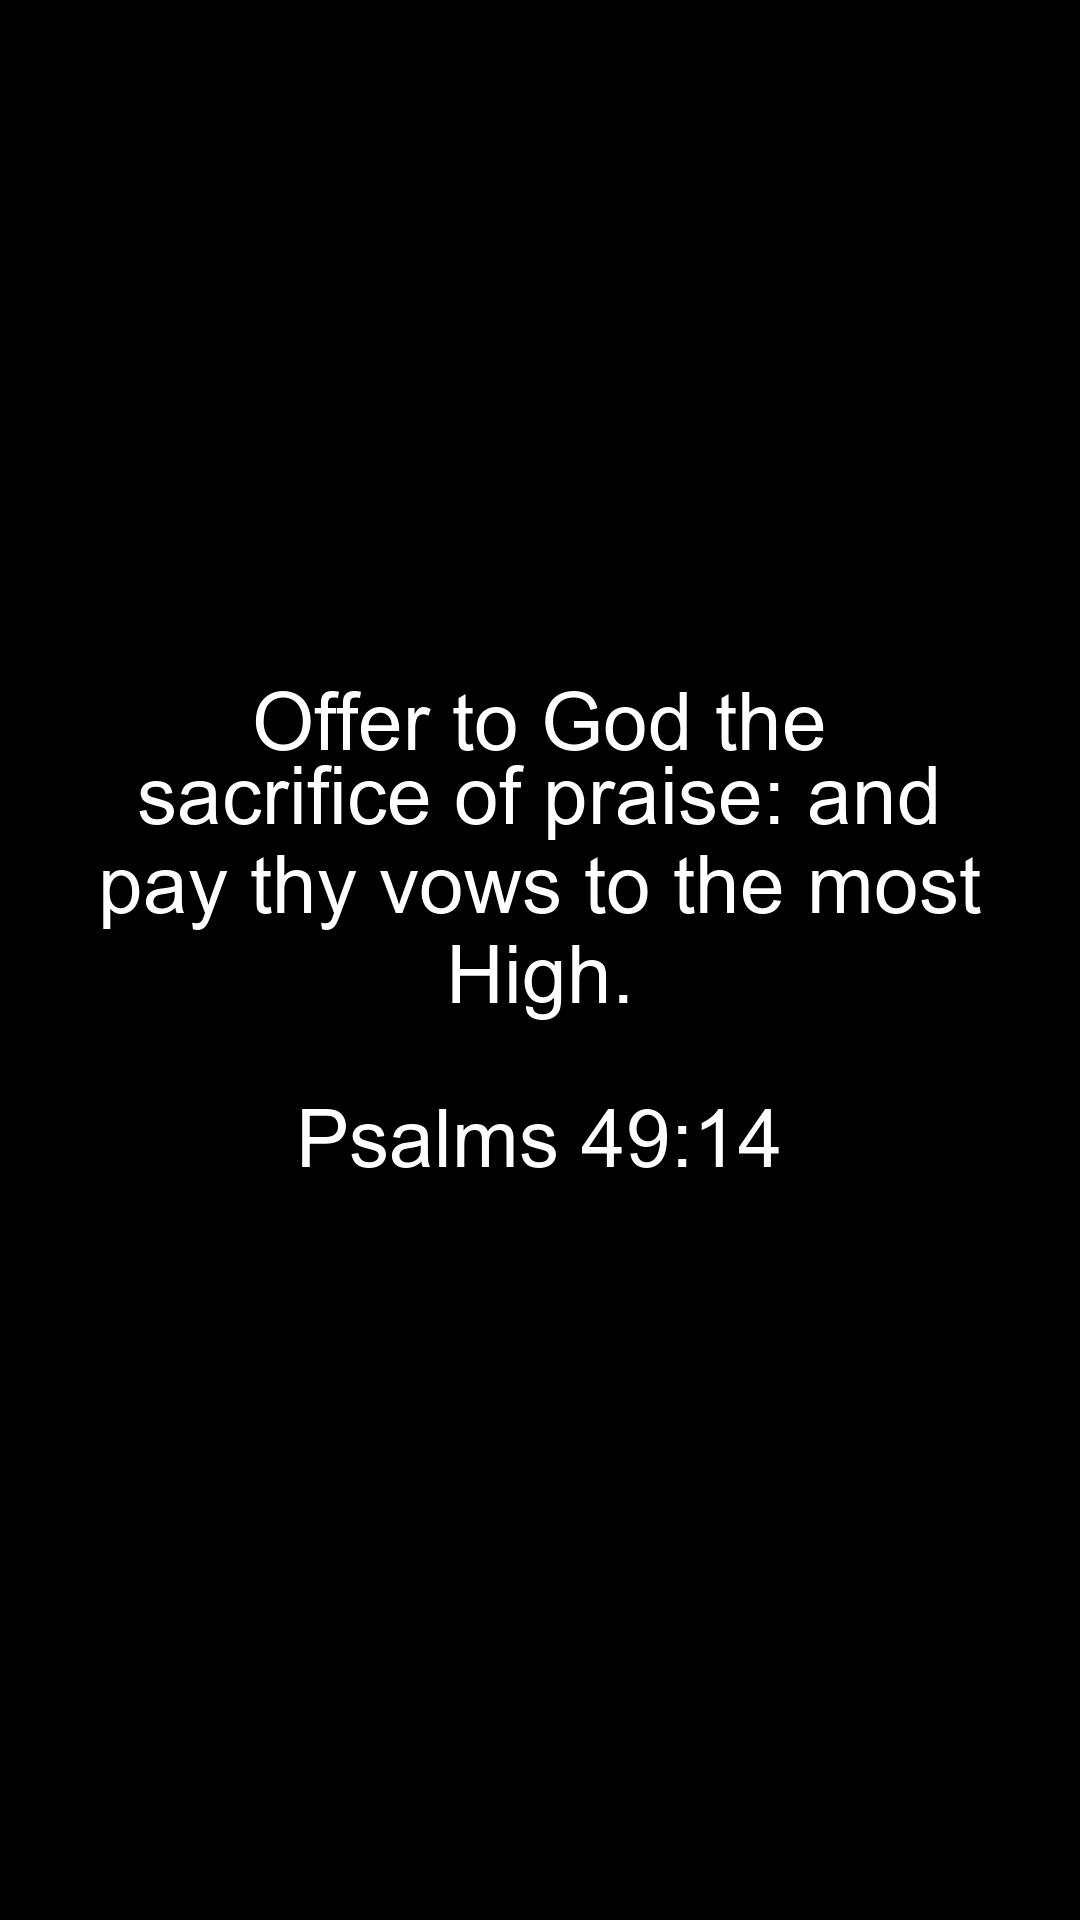 Offer to God the
sacrifice of praise: and
pay thy vows to the most
High.
Psalms 49:14